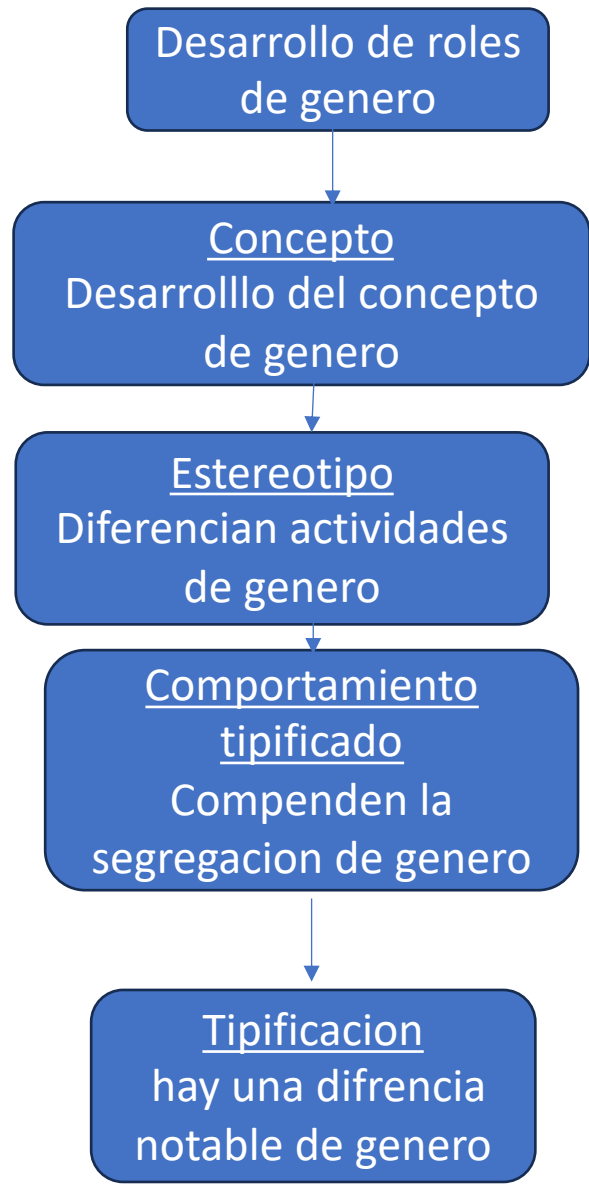 Desarrollo de roles
de genero
Concepto
Desarrolllo del concepto
de genero
Estereotipo
Diferencian actividades
de genero
Comportamiento
tipificado
Compenden la
segregacion de genero
Tipificacion
hay una difrencia
notable de genero